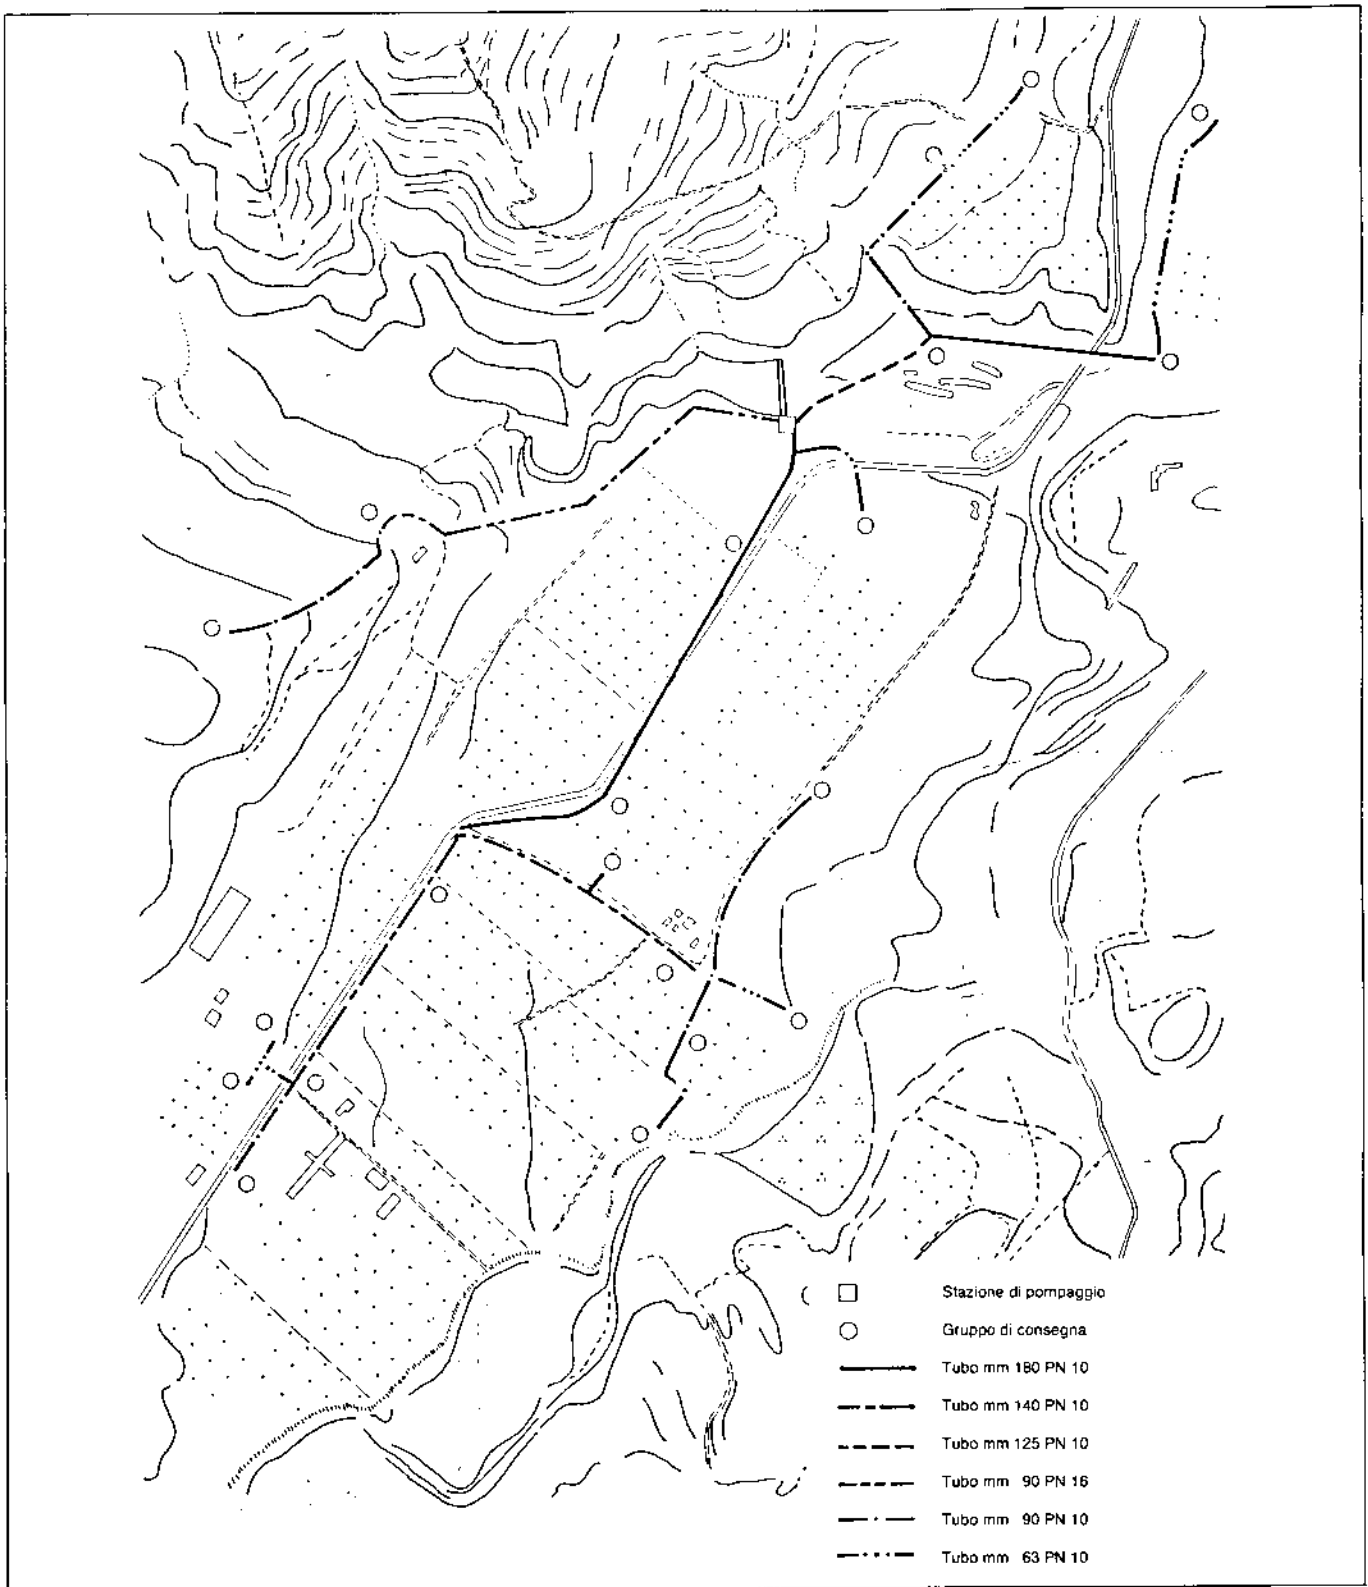 Stazione di pompaggio
Gruppo di consegna
Tubo mm 180 PN 10
Tubo mm 140 PN 10
Tubo mm 125 PN 10
Tubo mm 90 PN 16
Tubo mm 90 PN 10
Tubo mm 63 PN 10